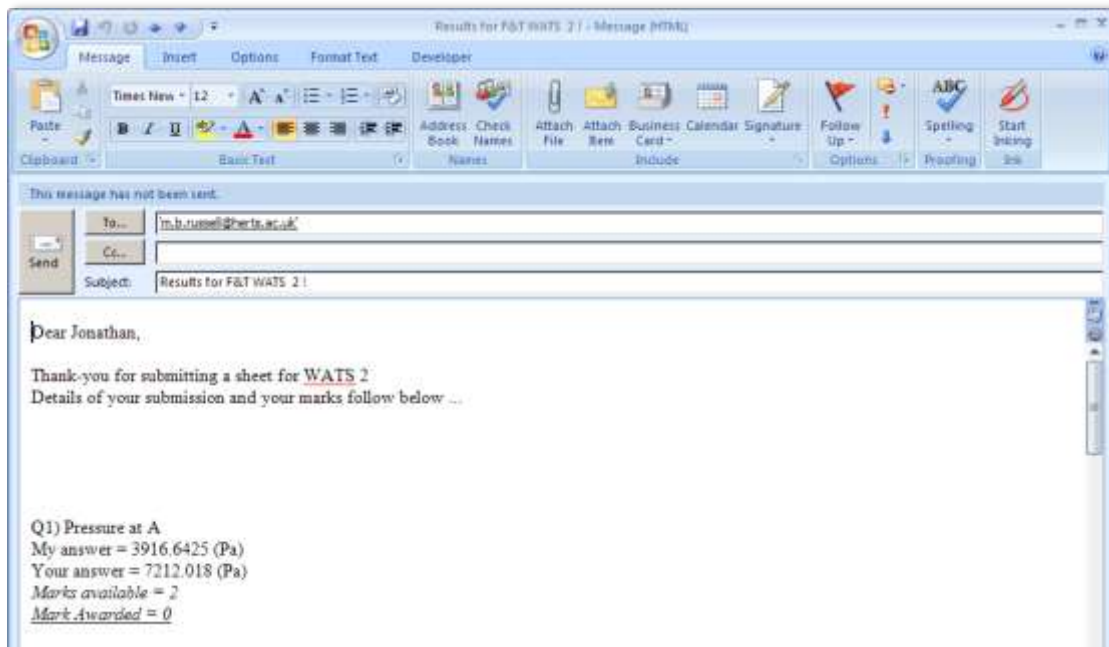 Results for F&T WATS 2 ! - Message (HTML)
Message Insert Options Format Text Developer
Times New 12 A A
Paste B I U A Address Book Check Names Attach File Attach Item Business Card Calendar Signature Follow Up ABC Spelling Start Inking
Clipboard Basic Text Names Include Options Proofing Ink
This message has not been sent.
To... 'm.b.russell@herts.ac.uk'
Cc...
Send
Subject: Results for F&T WATS 2 !
Dear Jonathan,
Thank-you for submitting a sheet for WATS 2
Details of your submission and your marks follow below ...
Q1) Pressure at A
My answer = 3916.6425 (Pa)
Your answer = 7212.018 (Pa)
Marks available = 2
Mark Awarded = 0